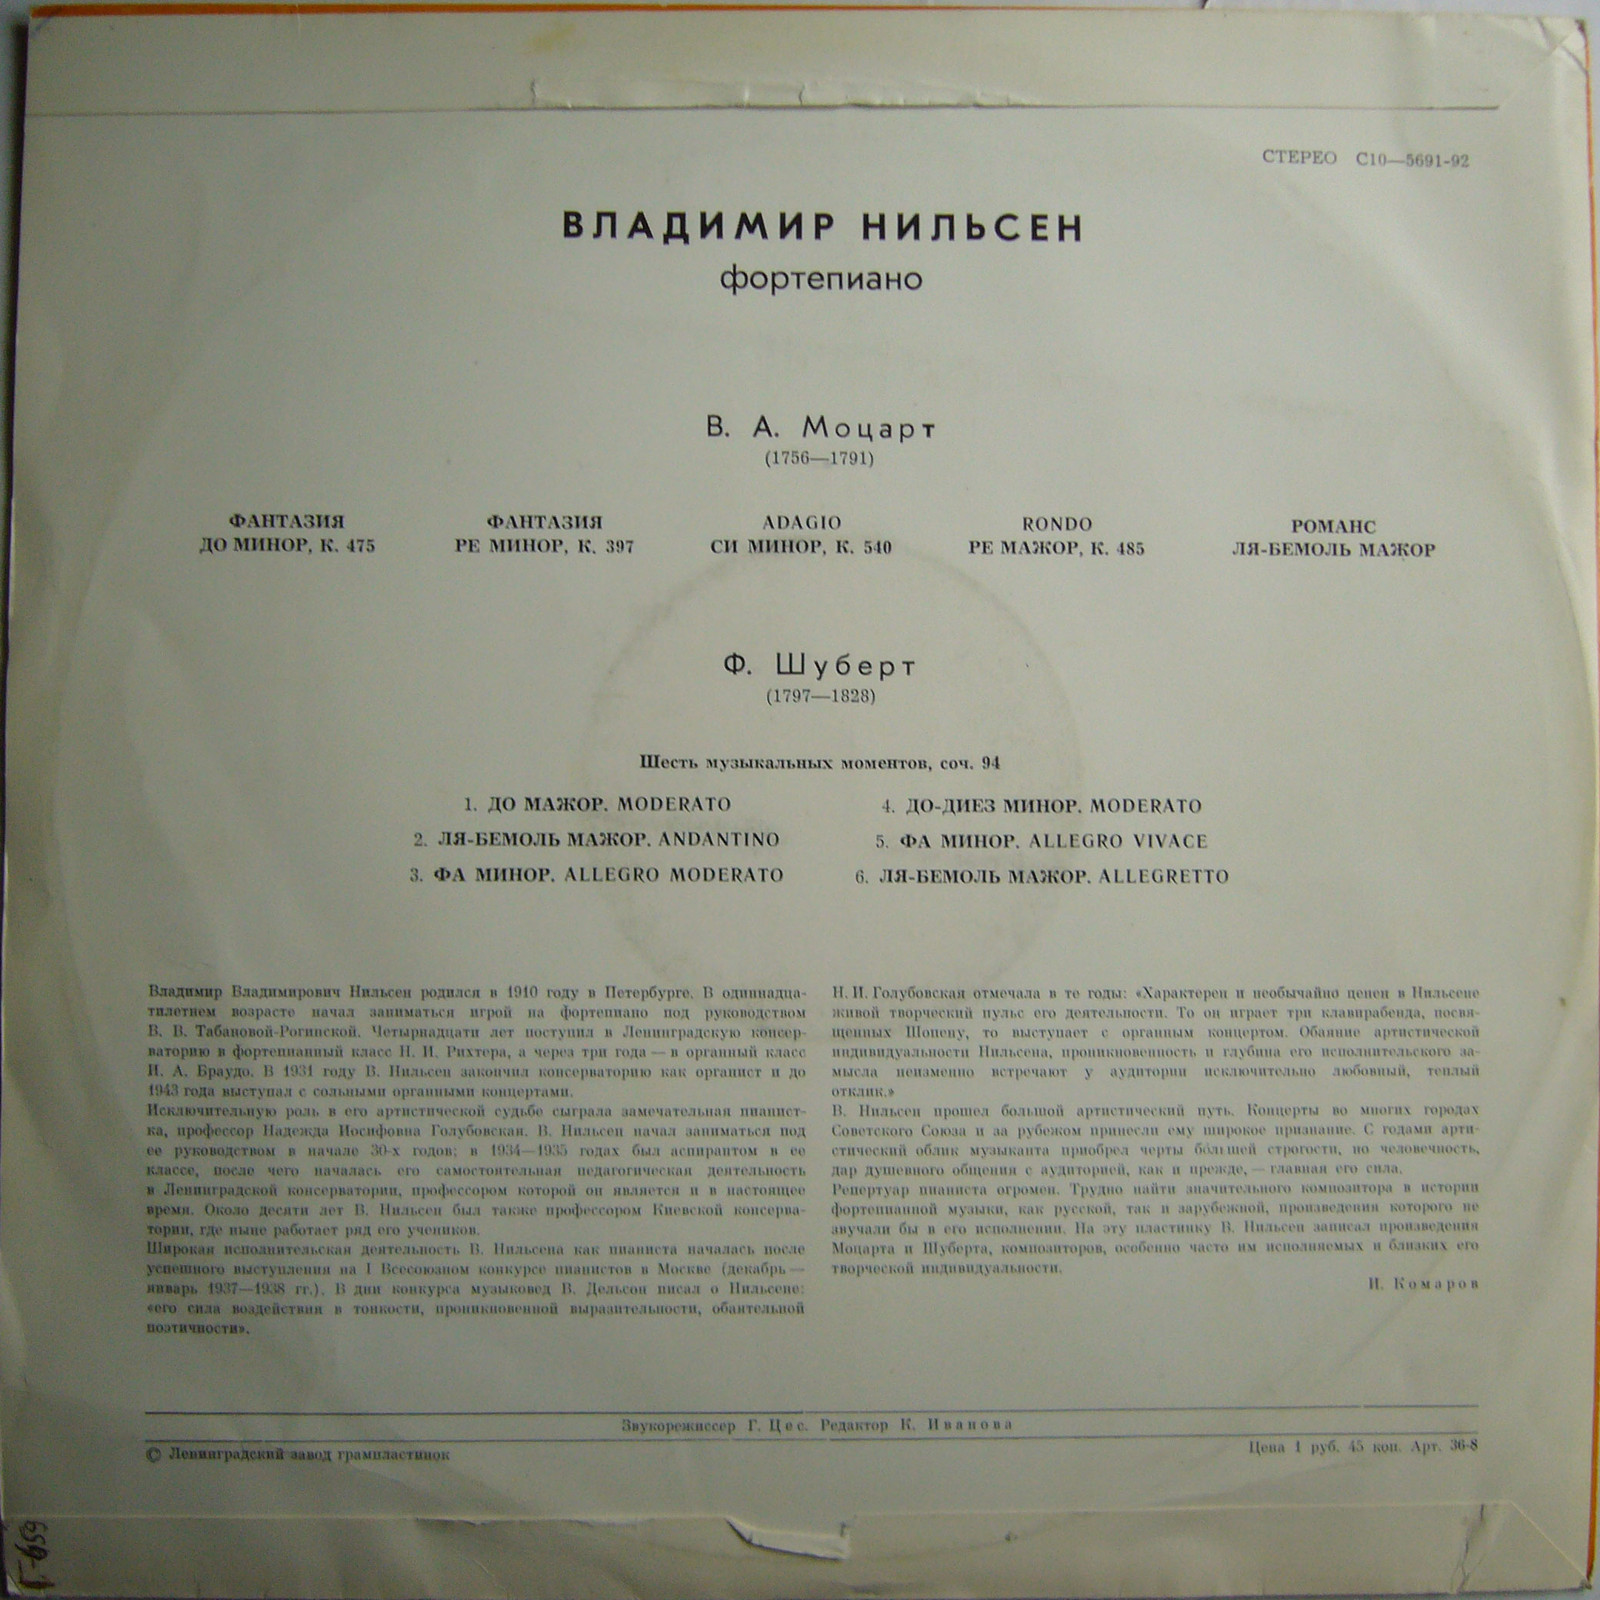 СТЕРЕО С10—5691-92
ВЛАДИМИР НИЛЬСЕН
фортепиано
В. А. Моцарт
(1756—1791)
ФАНТАЗИЯ
ДО МИНОР, К. 475
ФАНТАЗИЯ
РЕ МИНОР, К. 397
ADAGIO
СИ МИНОР, К. 540
RONDO
РЕ МАЖОР, К. 485
РОМАНС
ЛЯ-БЕМОЛЬ МАЖОР
Ф. Шуберт
(1797—1828)
Шесть музыкальных моментов, соч. 94
1. ДО МАЖОР. MODERATO
2. ЛЯ-БЕМОЛЬ МАЖОР. ANDANTINO
3. ФА МИНОР. ALLEGRO MODERATO
4. ДО-ДИЕЗ МИНОР. MODERATO
5. ФА МИНОР. ALLEGRO VIVACE
6. ЛЯ-БЕМОЛЬ МАЖОР. ALLEGRETTO
Владимир Владимирович Нильсен родился в 1910 году в Петербурге. В одиннадца-
тилетнем возрасте начал заниматься игрой на фортепиано под руководством
В. В. Табановой-Рогинской. Четырнадцати лет поступил в Ленинградскую консер-
ваторию в фортепианный класс Н. И. Рихтера, а через три года — в органный класс
И. А. Браудо. В 1931 году В. Нильсен закончил консерваторию как органист и до
1943 года выступал с сольными органными концертами.
Исключительную роль в его артистической судьбе сыграла замечательная пианист-
ка, профессор Надежда Иосифовна Голубовская. В. Нильсен начал заниматься под
ее руководством в начале 30-х годов; в 1934—1935 годах был аспирантом в ее
классе, после чего началась его самостоятельная педагогическая деятельность
в Ленинградской консерватории, профессором которой он является и в настоящее
время. Около десяти лет В. Нильсен был также профессором Киевской консерва-
тории, где ныне работает ряд его учеников.
Широкая исполнительская деятельность В. Нильсена как пианиста началась после
успешного выступления на I Всесоюзном конкурсе пианистов в Москве (декабрь —
январь 1937—1938 гг.). В дни конкурса музыковед В. Дельсон писал о Нильсене:
«его сила воздействия в тонкости, проникновенной выразительности, обаятельной
поэтичности».
Н. И. Голубовская отмечала в те годы: «Характерен и необычайно ценен в Нильсене
живой творческий пульс его деятельности. То он играет три клавирабенда, посвя-
щенных Шопену, то выступает с органным концертом. Обаяние артистической
индивидуальности Нильсена, проникновенность и глубина его исполнительского за-
мысла неизменно встречают у аудитории исключительно любовный, теплый
отклик.»
В. Нильсен прошел большой артистический путь. Концерты во многих городах
Советского Союза и за рубежом принесли ему широкое признание. С годами арти-
стический облик музыканта приобрел черты бóльшей строгости, но человечность,
дар душевного общения с аудиторией, как и прежде, — главная его сила.
Репертуар пианиста огромен. Трудно найти значительного композитора в истории
фортепианной музыки, как русской, так и зарубежной, произведения которого не
звучали бы в его исполнении. На эту пластинку В. Нильсен записал произведения
Моцарта и Шуберта, композиторов, особенно часто им исполняемых и близких его
творческой индивидуальности.
И. Комаров
Звукорежиссер Г. Цес. Редактор К. Иванова
© Ленинградский завод грампластинок
Цена 1 руб. 45 коп. Арт. 36-8
Г-659